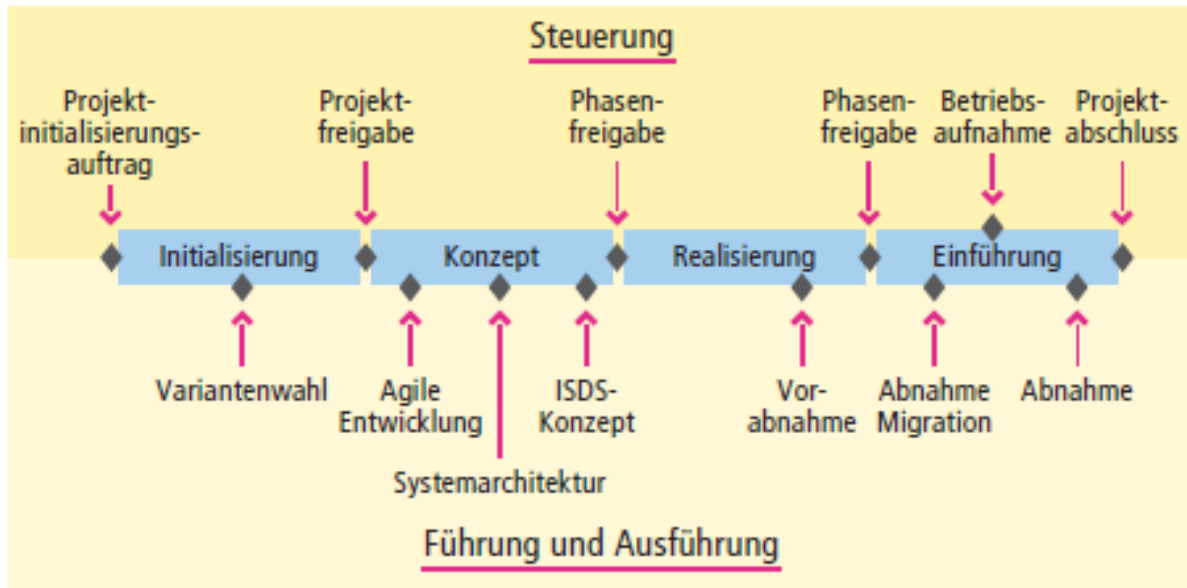 Steuerung
Projekt-
initialisierungs-
auftrag
Projekt-
freigabe
Phasen-
freigabe
Phasen-
freigabe
Betriebs-
aufnahme
Projekt-
abschluss
Initialisierung
Konzept
Realisierung
Einführung
Variantenwahl
Agile
Entwicklung
ISDS-
Konzept
Vor-
abnahme
Abnahme
Migration
Abnahme
Systemarchitektur
Führung und Ausführung